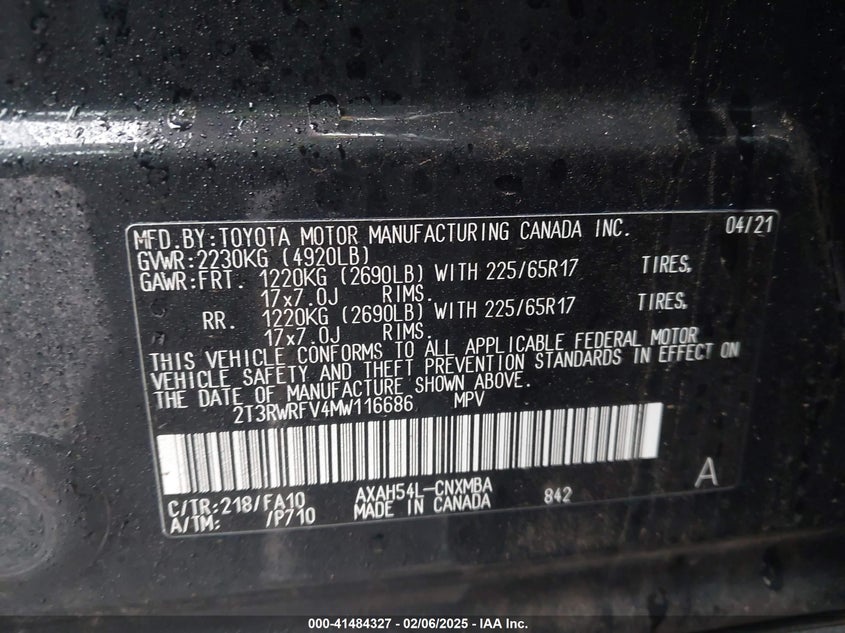 MFD.BY:TOYOTA MOTOR MANUFACTURING CANADA INC. 04/21
GVWR:2230KG (4920LB)
GAWR:FRT. 1220KG (2690LB) WITH 225/65R17 TIRES,
17x7.0J RIMS.
RR. 1220KG (2690LB) WITH 225/65R17 TIRES,
17x7.0J RIMS.
THIS VEHICLE CONFORMS TO ALL APPLICABLE FEDERAL MOTOR
VEHICLE SAFETY AND THEFT PREVENTION STANDARDS IN EFFECT ON
THE DATE OF MANUFACTURE SHOWN ABOVE.
2T3RWRFV4MW116686 MPV
C/TR:218/FA10 AXAH54L-CNXMBA 842 A
A/TM: /P710 MADE IN CANADA
000-41484327 - 02/06/2025 - IAA Inc.